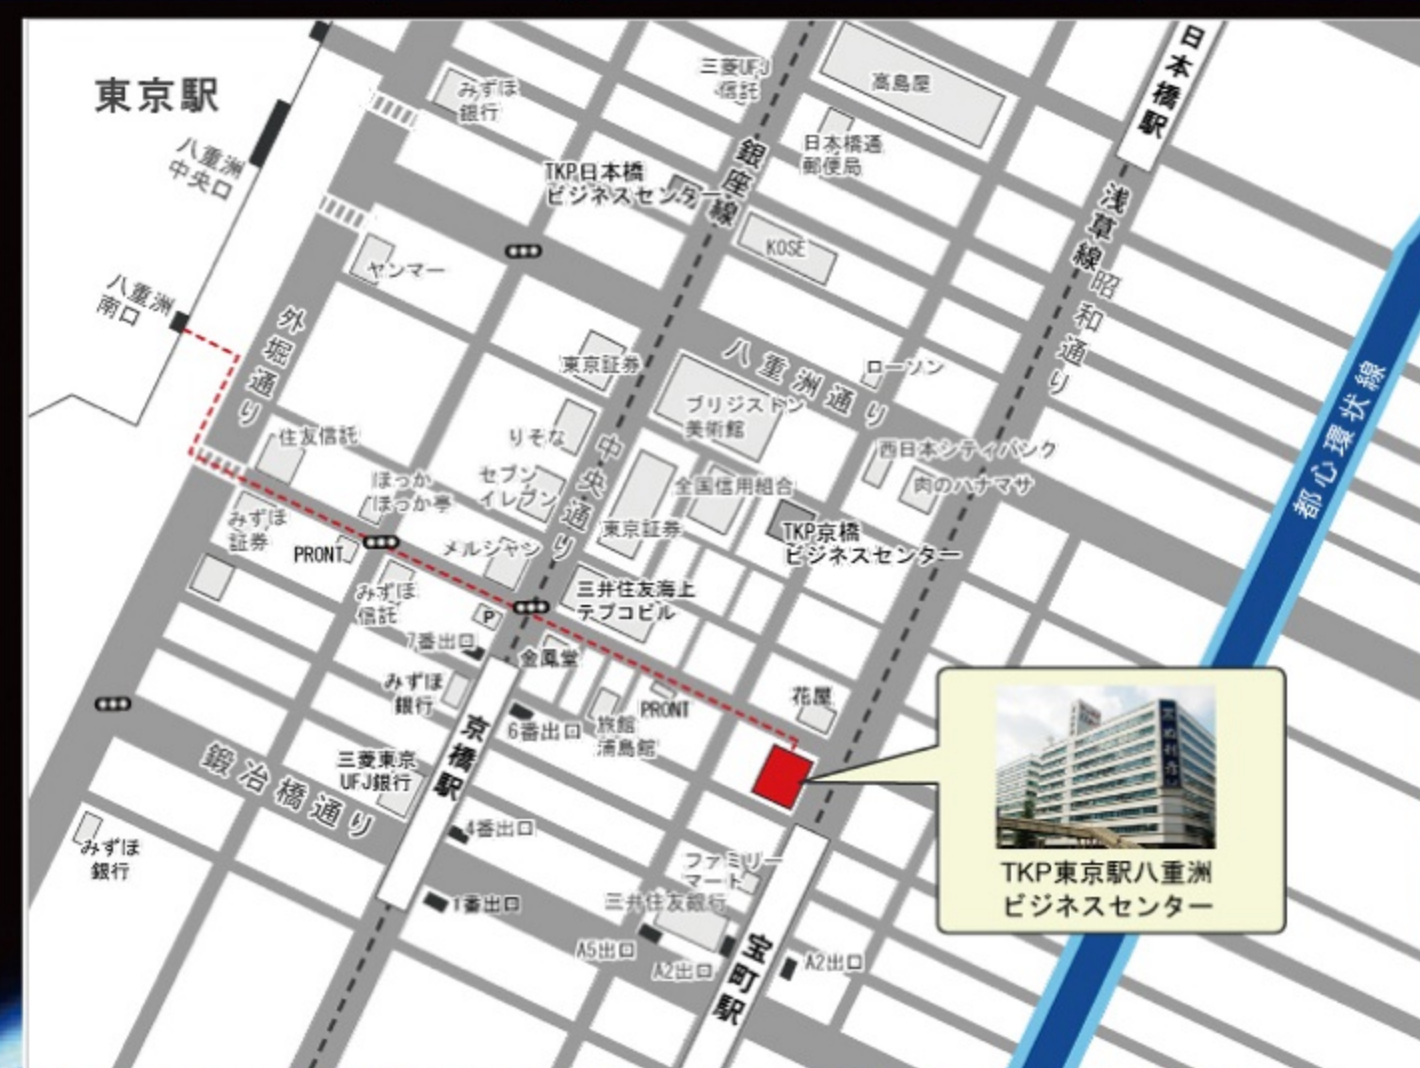 東京駅
八重洲
中央口
八重洲
南口
みずほ
銀行
三菱UFJ
信託
高島屋
日本橋駅
日本橋通
郵便局
TKP日本橋
ビジネスセンター
銀座線
KOSE
浅草線
昭和通り
ヤンマー
外堀通り
東京証券
八重洲通り
ローソン
ブリジストン
美術館
りそな
中央通り
住友信託
セブン
イレブン
全国信用組合
西日本シティバンク
肉のハナマサ
都心環状線
ほっか
ほっか亭
みずほ
証券
PRONT
メルシャン
東京証券
TKP京橋
ビジネスセンター
みずほ
信託
P
三井住友海上
テプコビル
7番出口
金鳳堂
みずほ
銀行
PRONT
花屋
6番出口
旅館
浦島館
京橋駅
鍛冶橋通り
三菱東京
UFJ銀行
4番出口
みずほ
銀行
1番出口
ファミリー
マート
三井住友銀行
A5出口
A2出口
A2出口
宝町駅
TKP東京駅八重洲
ビジネスセンター